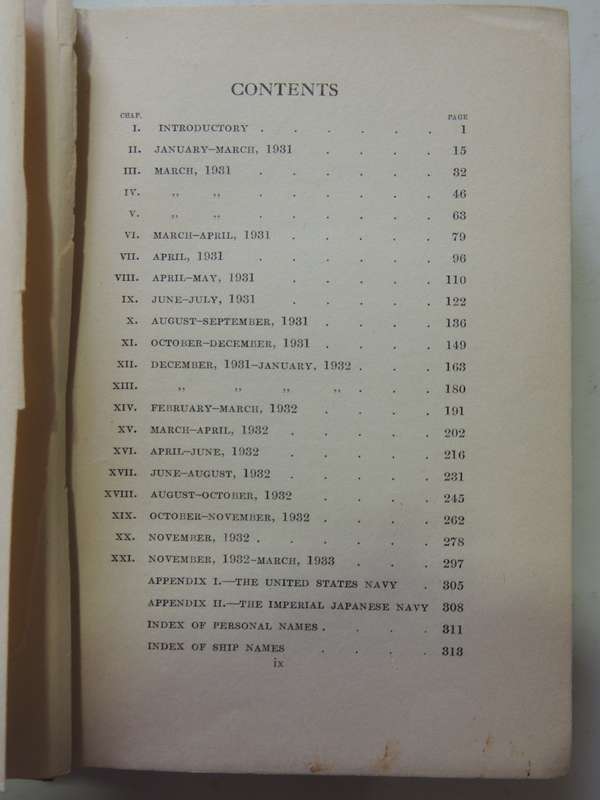 CONTENTS
CHAP. PAGE
I. INTRODUCTORY . . . . . . 1
II. JANUARY–MARCH, 1931 . . . . 15
III. MARCH, 1931 . . . . . . 32
IV. ,, ,, . . . . . . 46
V. ,, ,, . . . . . . 63
VI. MARCH–APRIL, 1931 . . . . . 79
VII. APRIL, 1931 . . . . . . 96
VIII. APRIL–MAY, 1931 . . . . . . 110
IX. JUNE–JULY, 1931 . . . . . 122
X. AUGUST–SEPTEMBER, 1931 . . . . 136
XI. OCTOBER–DECEMBER, 1931 . . . . 149
XII. DECEMBER, 1931–JANUARY, 1932 . . . 163
XIII. ,, ,, ,, ,, . . . 180
XIV. FEBRUARY–MARCH, 1932 . . . . 191
XV. MARCH–APRIL, 1932 . . . . . 202
XVI. APRIL–JUNE, 1932 . . . . . 216
XVII. JUNE–AUGUST, 1932 . . . . . 231
XVIII. AUGUST–OCTOBER, 1932 . . . . 245
XIX. OCTOBER–NOVEMBER, 1932 . . . . 262
XX. NOVEMBER, 1932 . . . . . . 278
XXI. NOVEMBER, 1932–MARCH, 1933 . . . 297
APPENDIX I.—THE UNITED STATES NAVY . 305
APPENDIX II.—THE IMPERIAL JAPANESE NAVY 308
INDEX OF PERSONAL NAMES . . . . 311
INDEX OF SHIP NAMES . . . . 313
ix